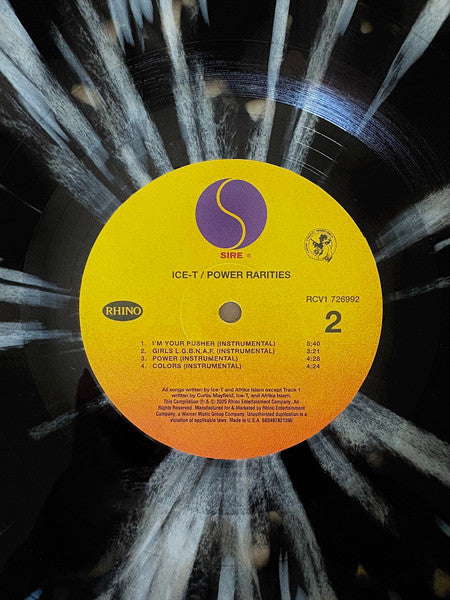 SIRE ®
ICE-T / POWER RARITIES
RHINO
RCV1 726992
2
1. I'M YOUR PUSHER (INSTRUMENTAL) 5:40
2. GIRLS L.G.B.N.A.F. (INSTRUMENTAL) 3:21
3. POWER (INSTRUMENTAL) 4:28
4. COLORS (INSTRUMENTAL) 4:24
All songs written by Ice-T and Afrika Islam except Track 1
written by Curtis Mayfield, Ice-T, and Afrika Islam.
This Compilation ℗ & © 2025 Rhino Entertainment Company. All
Rights Reserved. Manufactured for & Marketed by Rhino Entertainment
Company, a Warner Music Group Company. Unauthorized duplication is a
violation of applicable laws. Made in U.S.A. 603497821396